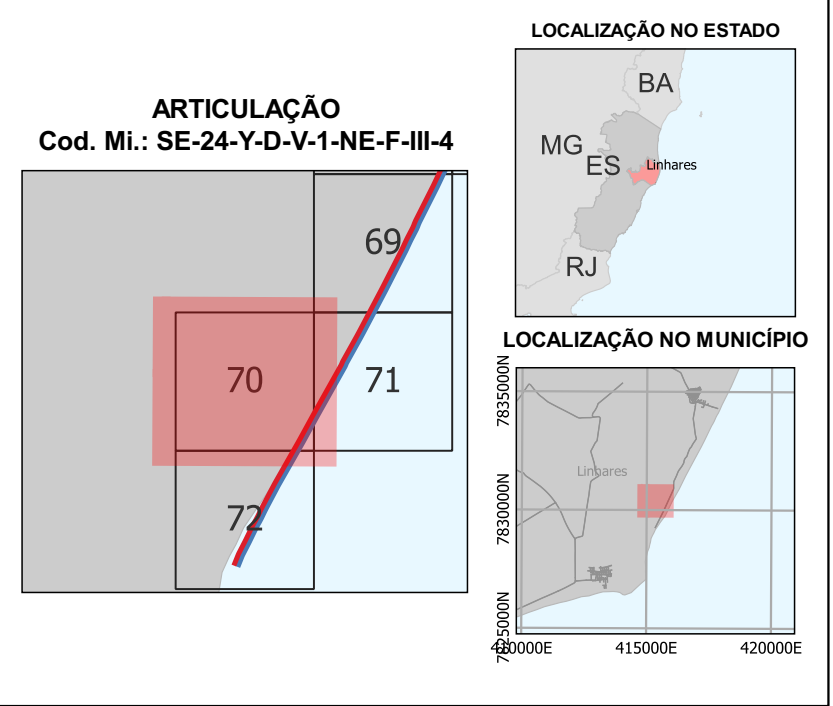 ARTICULAÇÃO
Cod. Mi.: SE-24-Y-D-V-1-NE-F-III-4
69
70
71
72
LOCALIZAÇÃO NO ESTADO
BA
MG
ES
Linhares
RJ
LOCALIZAÇÃO NO MUNICÍPIO
7835000N
Linhares
7830000N
7825000N
410000E 415000E 420000E